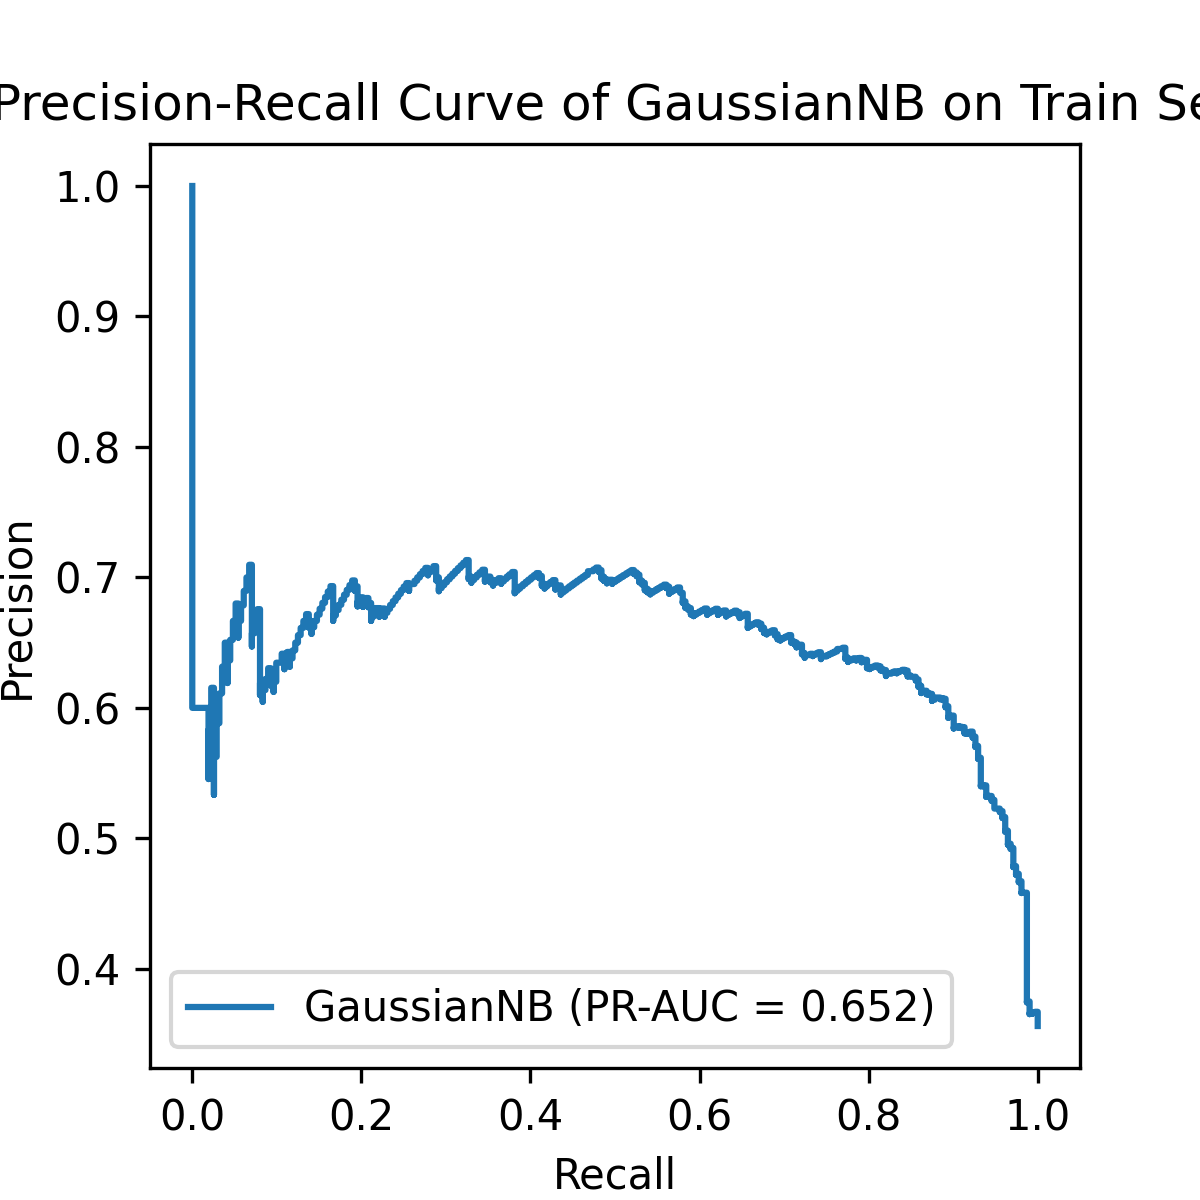 Precision-Recall Curve of GaussianNB on Train Se
1.0
0.9
0.8
0.7
0.6
0.5
0.4
Precision
GaussianNB (PR-AUC = 0.652)
0.0 0.2 0.4 0.6 0.8 1.0
Recall